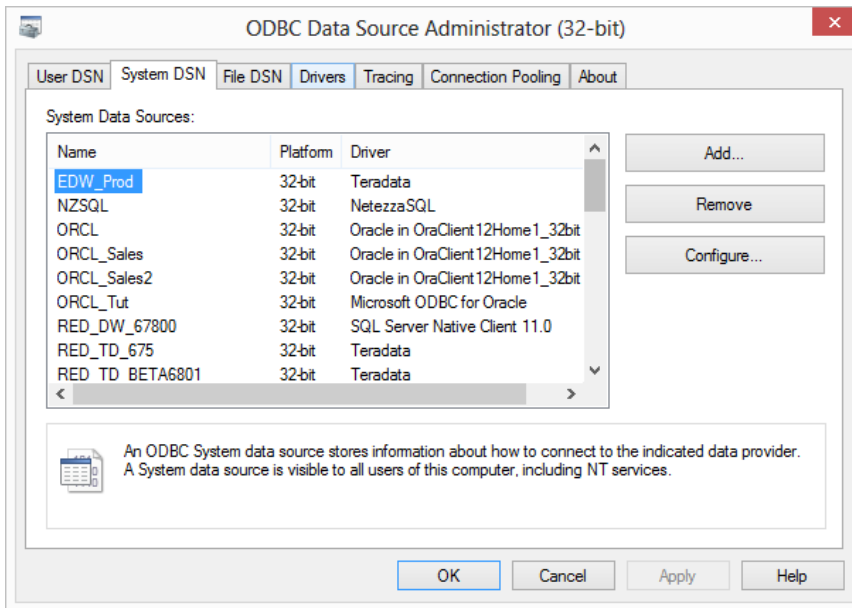 ODBC Data Source Administrator (32-bit)
User DSN System DSN File DSN Drivers Tracing Connection Pooling About
System Data Sources:
Name Platform Driver
EDW_Prod 32-bit Teradata
NZSQL 32-bit NetezzaSQL
ORCL 32-bit Oracle in OraClient12Home1_32bit
ORCL_Sales 32-bit Oracle in OraClient12Home1_32bit
ORCL_Sales2 32-bit Oracle in OraClient12Home1_32bit
ORCL_Tut 32-bit Microsoft ODBC for Oracle
RED_DW_67800 32-bit SQL Server Native Client 11.0
RED_TD_675 32-bit Teradata
RED_TD_BETA6801 32-bit Teradata
Add...
Remove
Configure...
An ODBC System data source stores information about how to connect to the indicated data provider.
A System data source is visible to all users of this computer, including NT services.
OK Cancel Apply Help